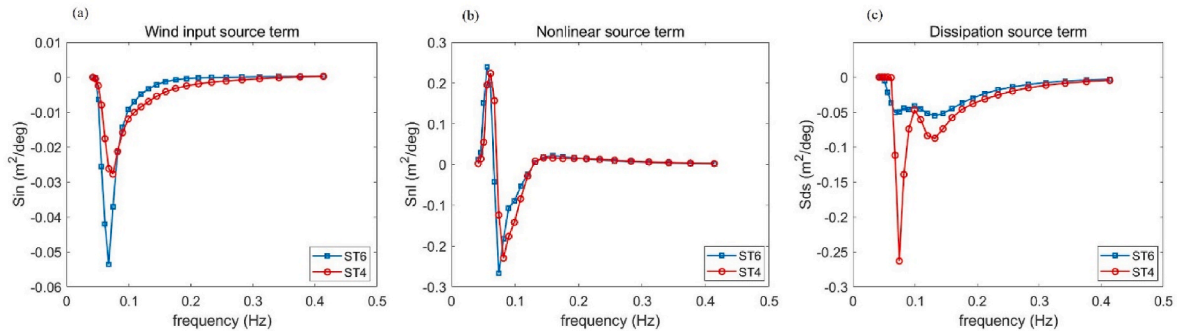 (a)
Wind input source term
0.01
0
-0.01
-0.02
-0.03
-0.04
-0.05
-0.06
Sin (m²/deg)
0
0.1
0.2
0.3
0.4
0.5
frequency (Hz)
ST6
ST4
(b)
Nonlinear source term
0.3
0.2
0.1
0
-0.1
-0.2
-0.3
Snl (m²/deg)
0
0.1
0.2
0.3
0.4
0.5
frequency (Hz)
ST6
ST4
(c)
Dissipation source term
0.05
0
-0.05
-0.1
-0.15
-0.2
-0.25
-0.3
Sds (m²/deg)
0
0.1
0.2
0.3
0.4
0.5
frequency (Hz)
ST6
ST4